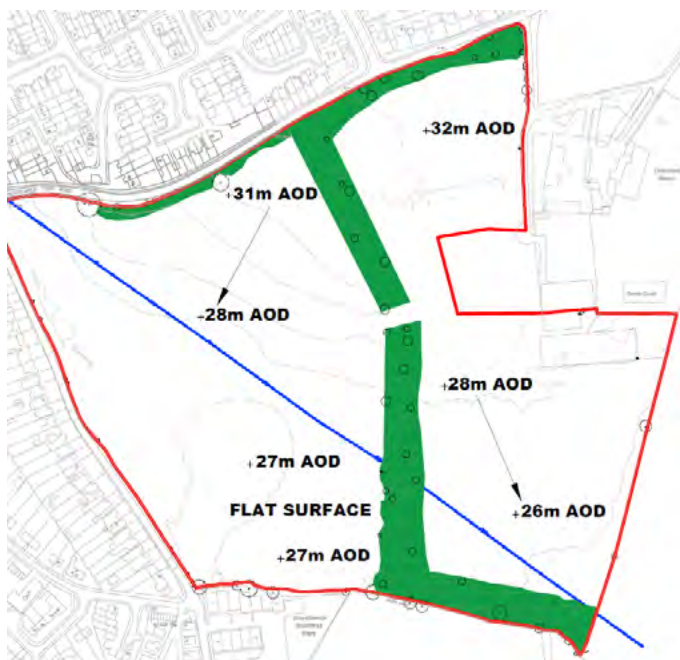 +32m AOD
+31m AOD
+28m AOD
+28m AOD
+27m AOD
FLAT SURFACE
+26m AOD
+27m AOD